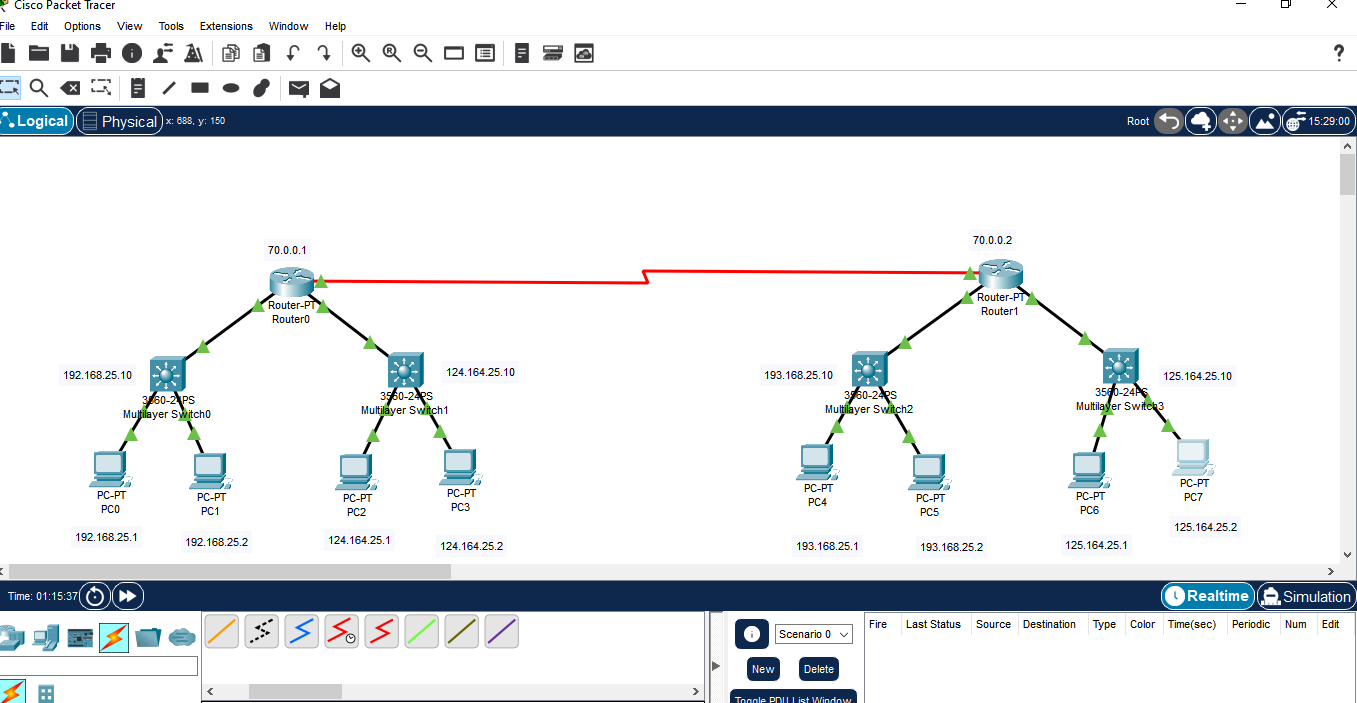 Cisco Packet Tracer
File Edit Options View Tools Extensions Window Help
Logical Physical x: 688, y: 150 Root 15:29:00
70.0.0.1
70.0.0.2
Router-PT
Router0
Router-PT
Router1
192.168.25.10
3560-24PS
Multilayer Switch0
124.164.25.10
3560-24PS
Multilayer Switch1
193.168.25.10
3560-24PS
Multilayer Switch2
125.164.25.10
3560-24PS
Multilayer Switch3
PC-PT
PC0
PC-PT
PC1
PC-PT
PC2
PC-PT
PC3
PC-PT
PC4
PC-PT
PC5
PC-PT
PC6
PC-PT
PC7
192.168.25.1
192.168.25.2
124.164.25.1
124.164.25.2
193.168.25.1
193.168.25.2
125.164.25.1
125.164.25.2
Time: 01:15:37 Realtime Simulation
Scenario 0
New Delete
Toggle PDU List Window
Fire Last Status Source Destination Type Color Time(sec) Periodic Num Edit